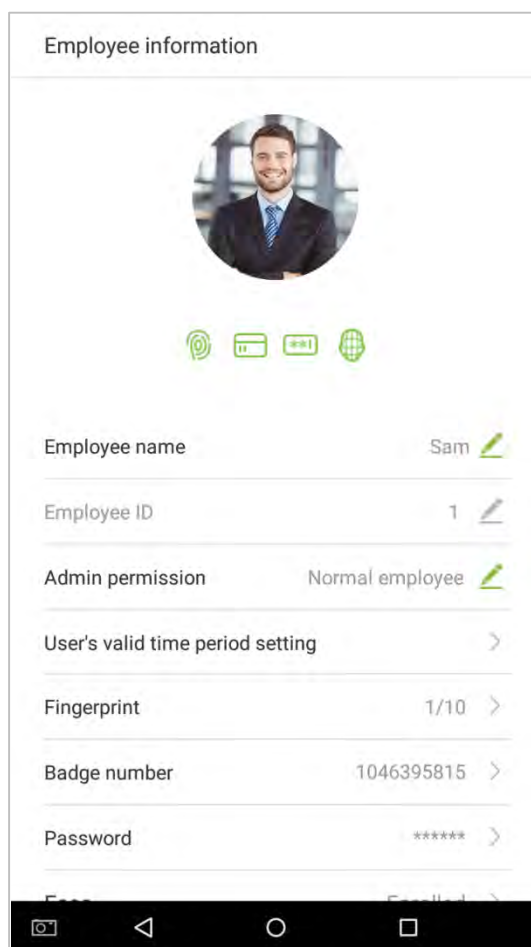 Employee information
**|
Employee name Sam
Employee ID 1
Admin permission Normal employee
User's valid time period setting
Fingerprint 1/10
Badge number 1046395815
Password ******
Enrolled